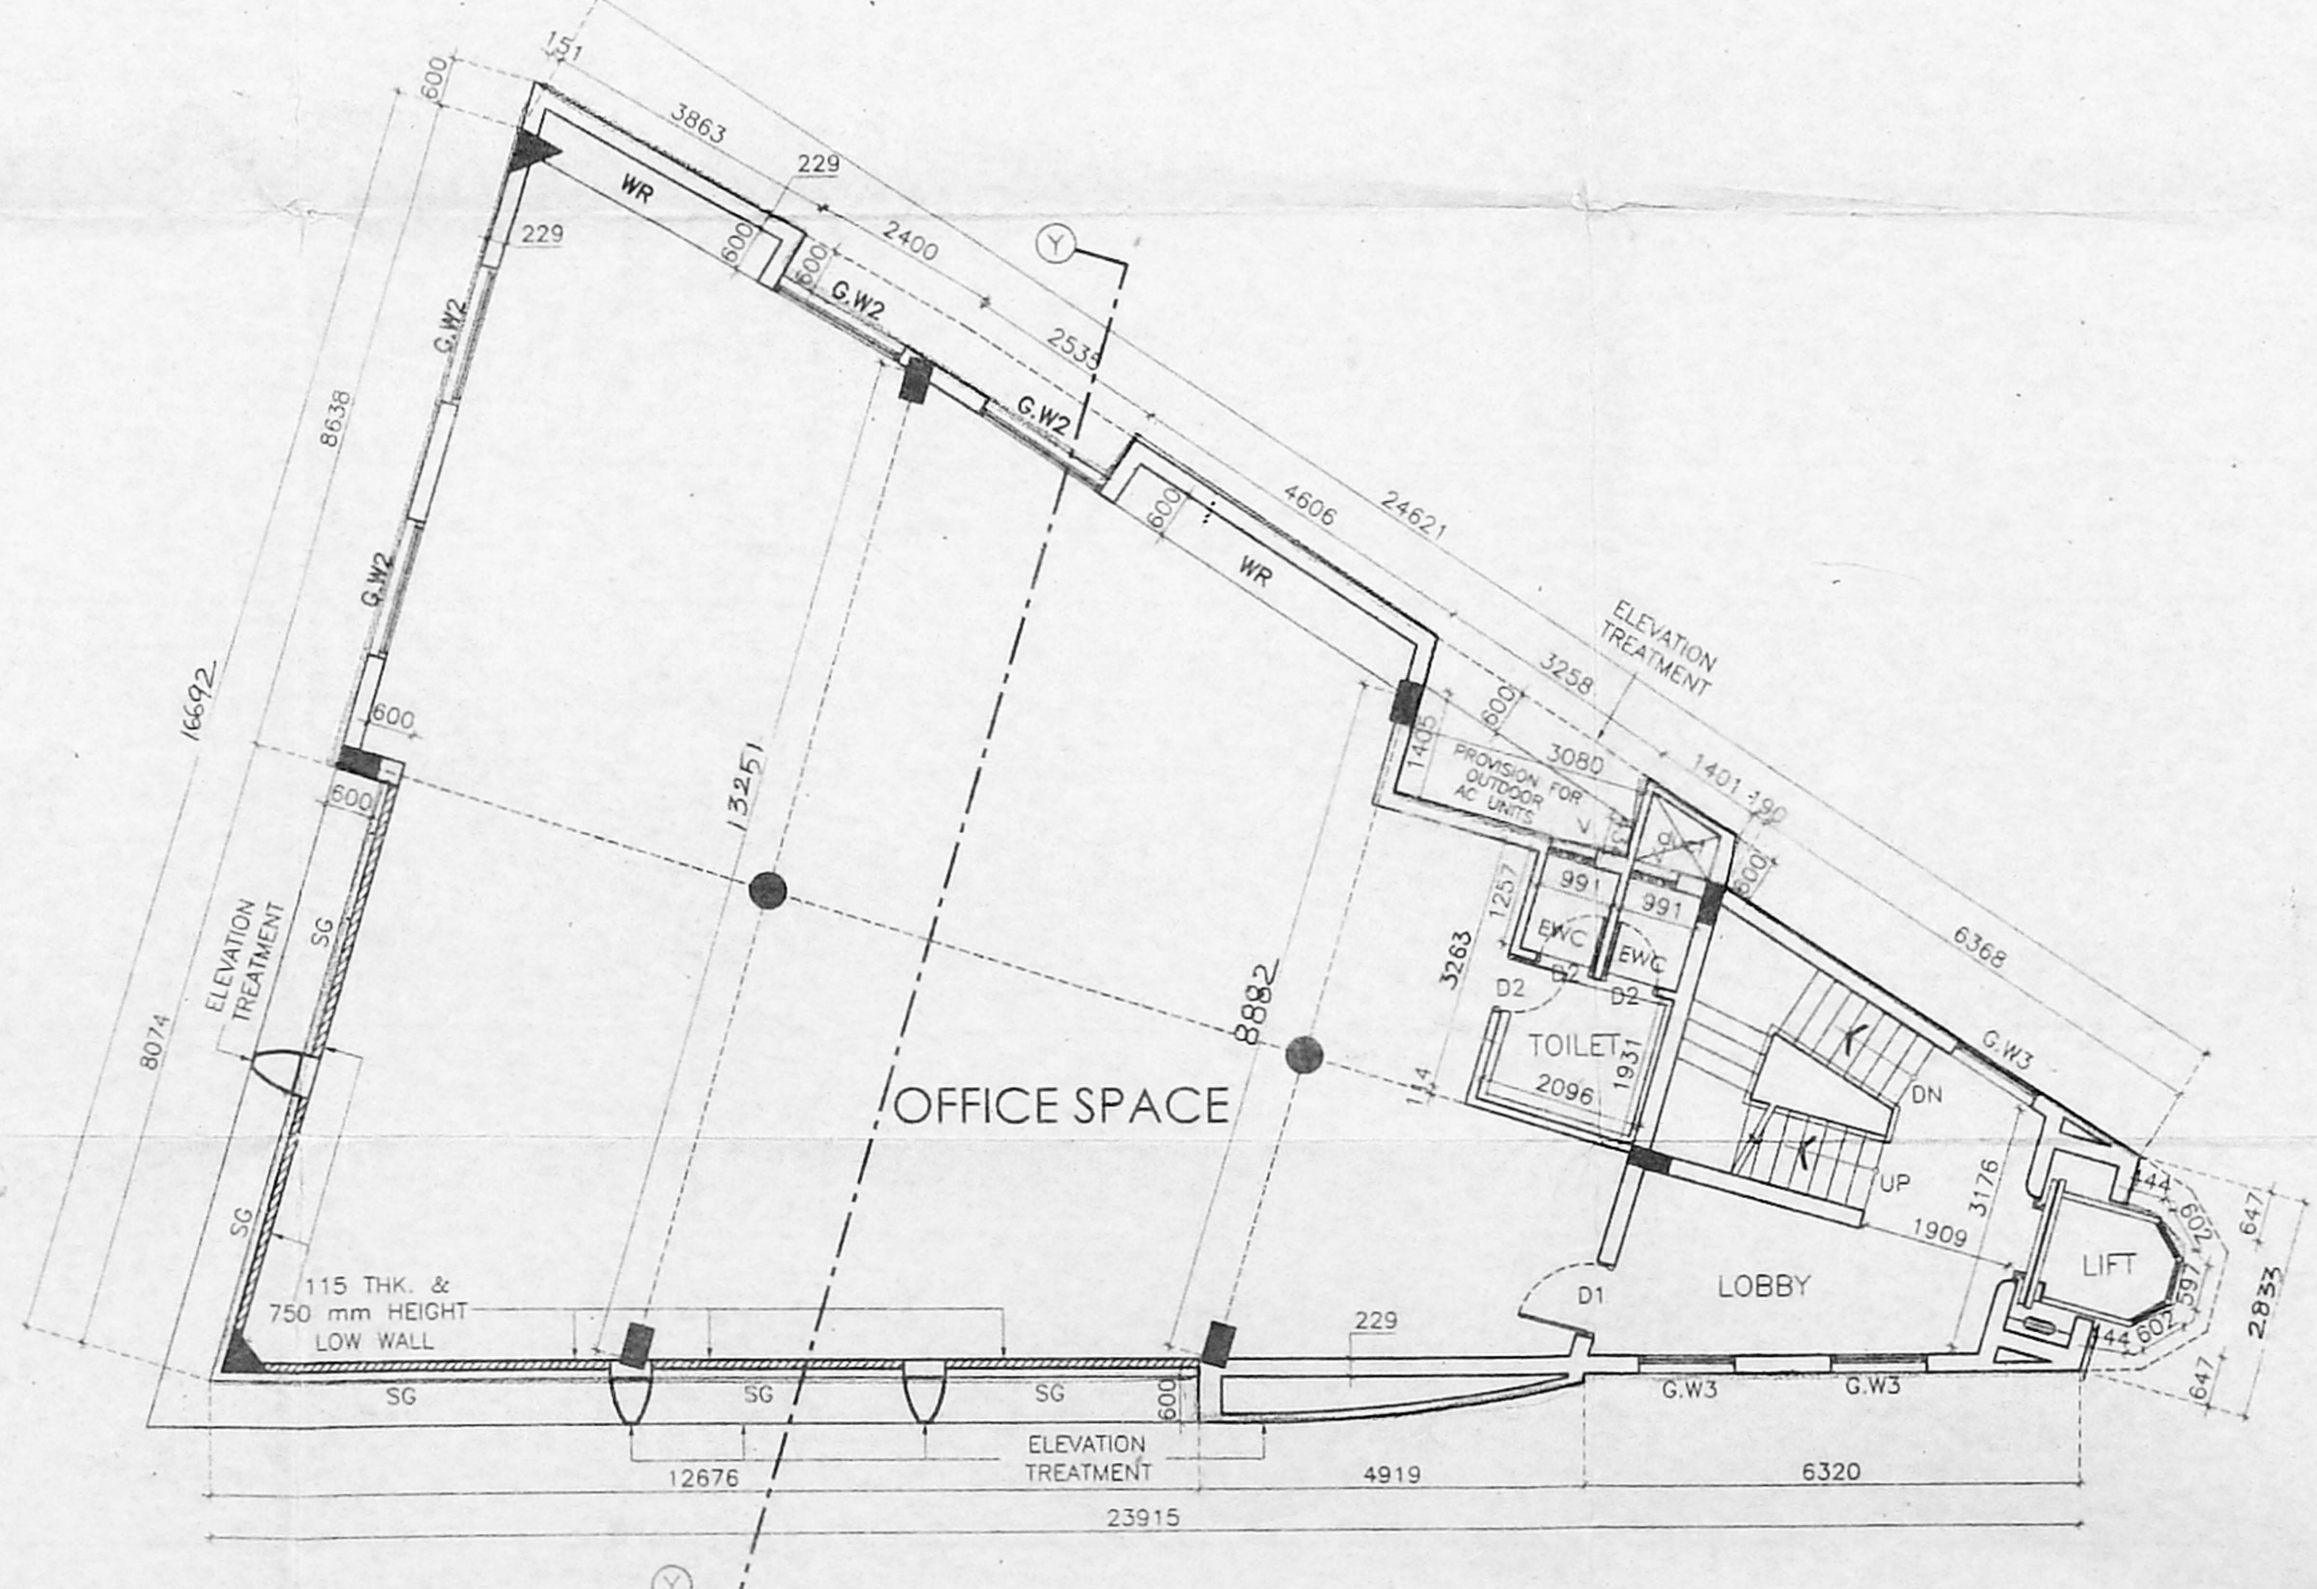 151
600
3863
229
WR
600
600
2400
Y
229
G.W2
G.W2
2535
G.W2
8638
4606
24621
600
WR
ELEVATION
TREATMENT
G.W2
3258
600
16692
600
1405
3080
PROVISION FOR
OUTDOOR
AC UNITS
1401
190
600
13251
600
991
991
1257
EWC
EWC
ELEVATION
TREATMENT
SG
3263
6368
D2
D2
D2
8882
TOILET
1931
2096
G.W3
8074
114
DN
OFFICE SPACE
UP
3176
SG
1909
144
602
647
LIFT
597
2833
602
144
647
115 THK. &
750 mm HEIGHT
LOW WALL
D1
LOBBY
229
SG
SG
SG
600
G.W3
G.W3
ELEVATION
TREATMENT
12676
4919
6320
23915
Y